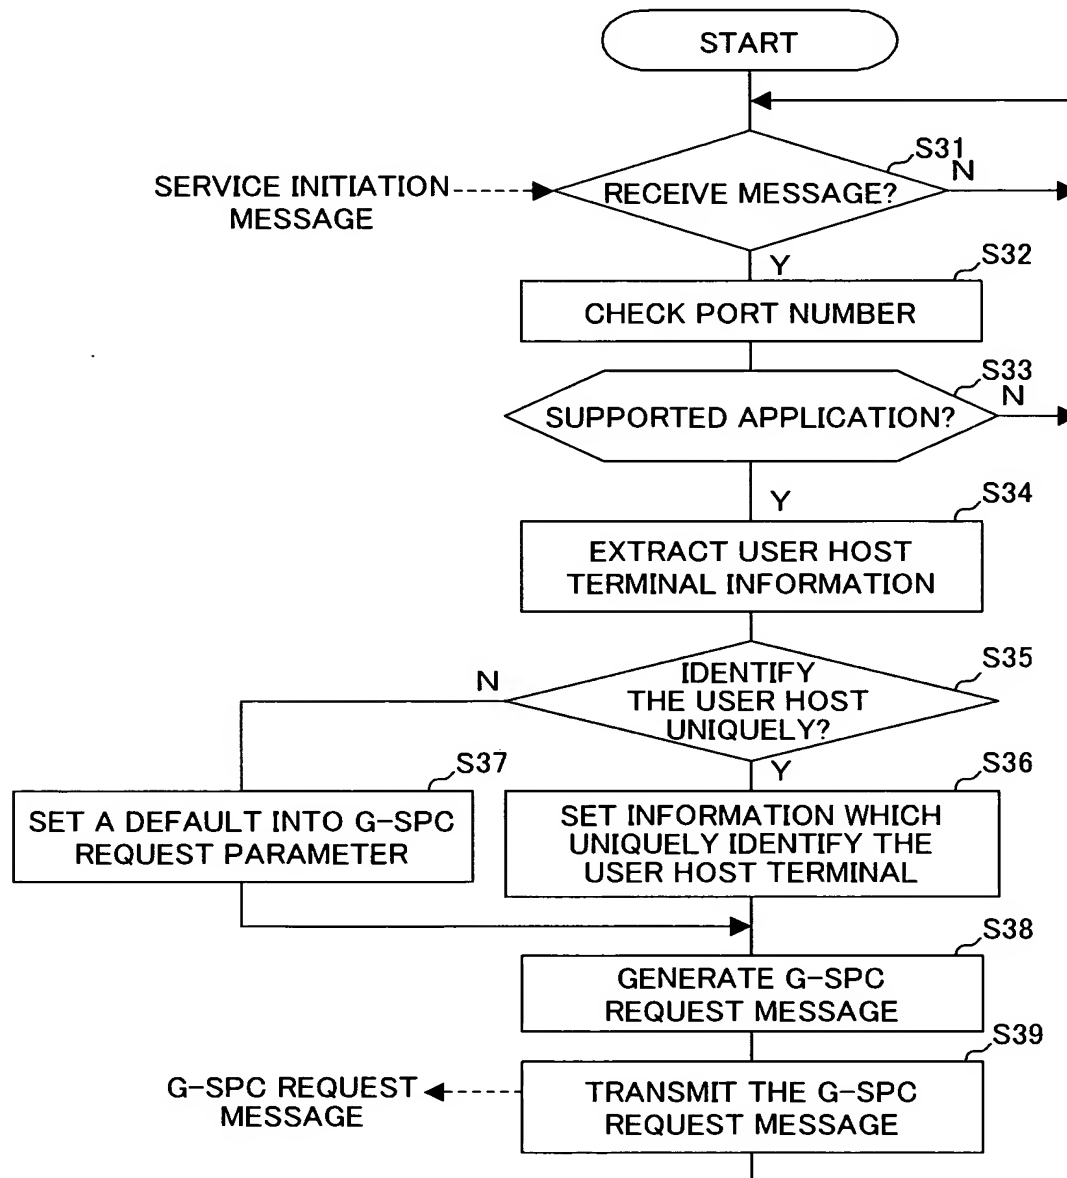 START
S31
N
SERVICE INITIATION
MESSAGE
RECEIVE MESSAGE?
Y
S32
CHECK PORT NUMBER
S33
N
SUPPORTED APPLICATION?
Y
S34
EXTRACT USER HOST
TERMINAL INFORMATION
S35
N
IDENTIFY
THE USER HOST
UNIQUELY?
Y
S37
S36
SET A DEFAULT INTO G-SPC
REQUEST PARAMETER
SET INFORMATION WHICH
UNIQUELY IDENTIFY THE
USER HOST TERMINAL
S38
GENERATE G-SPC
REQUEST MESSAGE
S39
G-SPC REQUEST
MESSAGE
TRANSMIT THE G-SPC
REQUEST MESSAGE